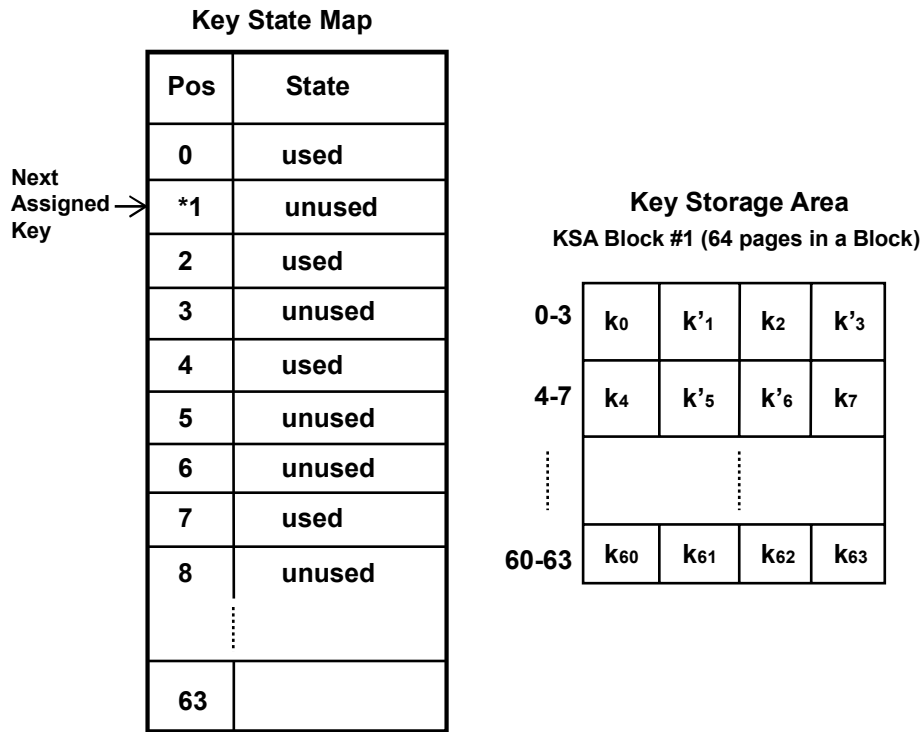 Key State Map
Pos State
0 used
Next
Assigned
Key
*1 unused
2 used
3 unused
4 used
5 unused
6 unused
7 used
8 unused
63
Key Storage Area
KSA Block #1 (64 pages in a Block)
0-3 k0 k’1 k2 k’3
4-7 k4 k’5 k’6 k7
60-63 k60 k61 k62 k63